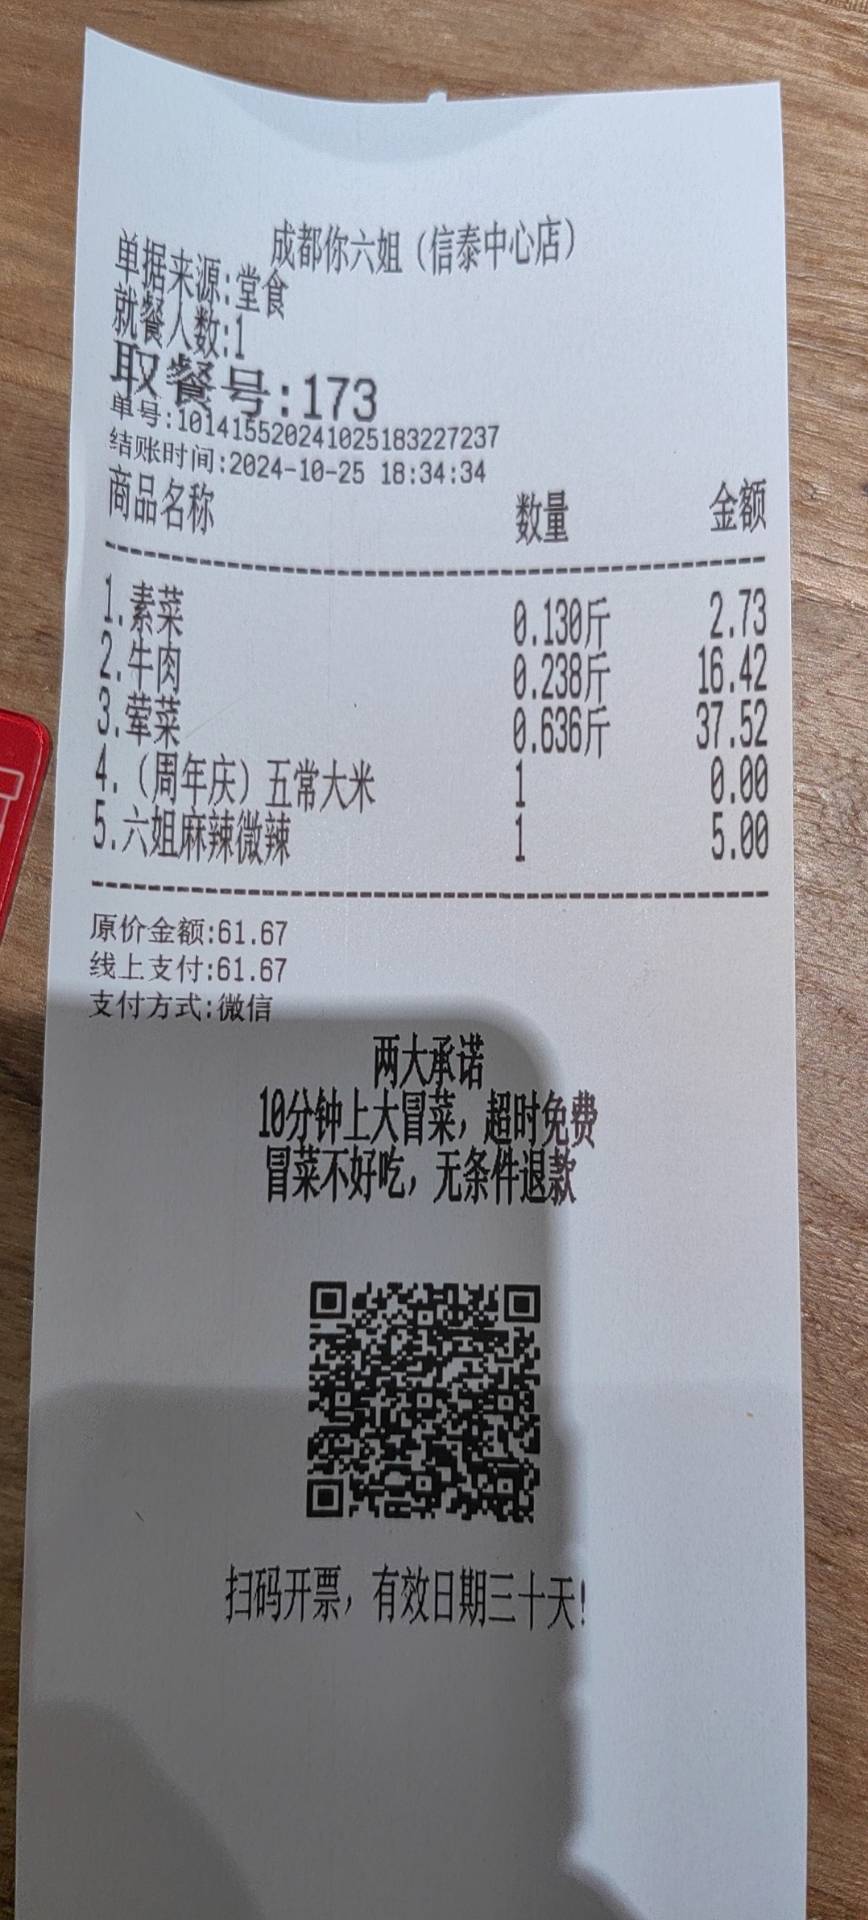 成都你六姐（信泰中心店）
单据来源:堂食
就餐人数:1
取餐号:173
单号:10141552024102518322​7237
结账时间:2024-10-25 18:34:34
商品名称 数量 金额
1.素菜 0.130斤 2.73
2.牛肉 0.238斤 16.42
3.荤菜 0.636斤 37.52
4.（周年庆）五常大米 1 0.00
5.六姐麻辣微辣 1 5.00
原价金额:61.67
线上支付:61.67
支付方式:微信
两大承诺
10分钟上大冒菜，超时免费
冒菜不好吃，无条件退款
扫码开票，有效日期三十天!